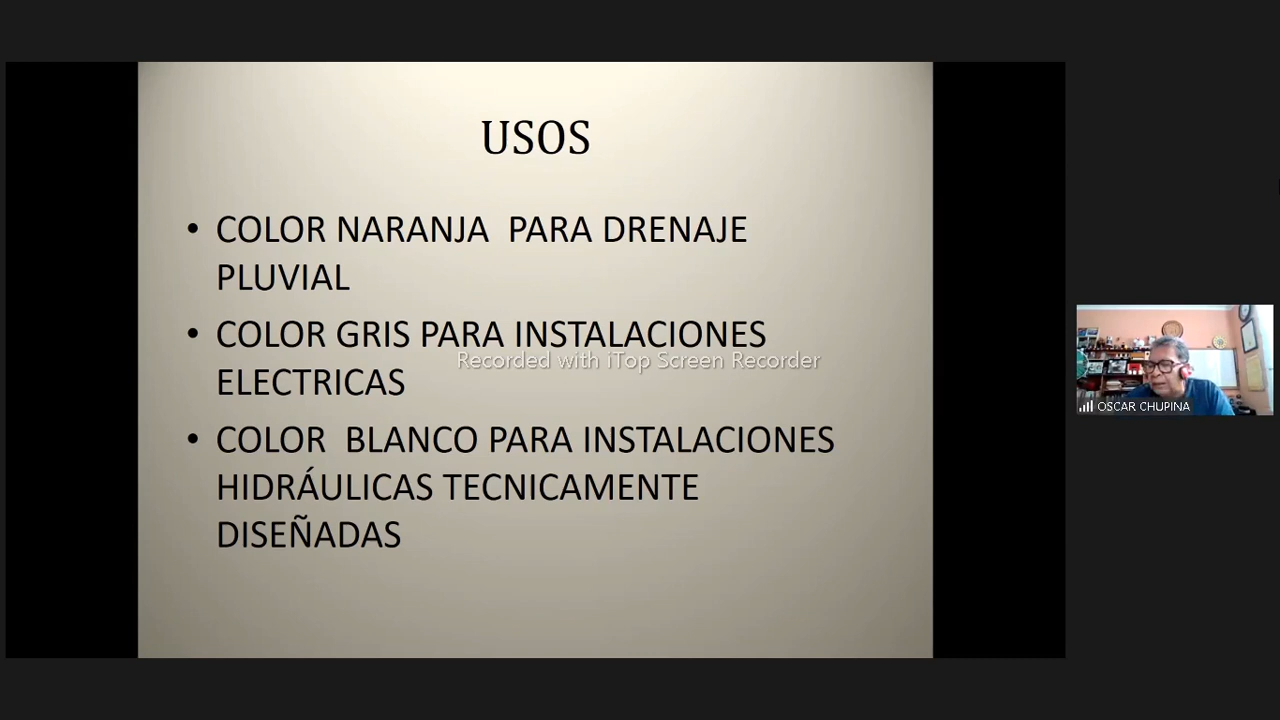 USOS
• COLOR NARANJA  PARA DRENAJE
PLUVIAL
• COLOR GRIS PARA INSTALACIONES
Recorded with iTop Screen Recorder
ELECTRICAS
• COLOR  BLANCO PARA INSTALACIONES
HIDRÁULICAS TECNICAMENTE
DISEÑADAS
OSCAR CHUPINA